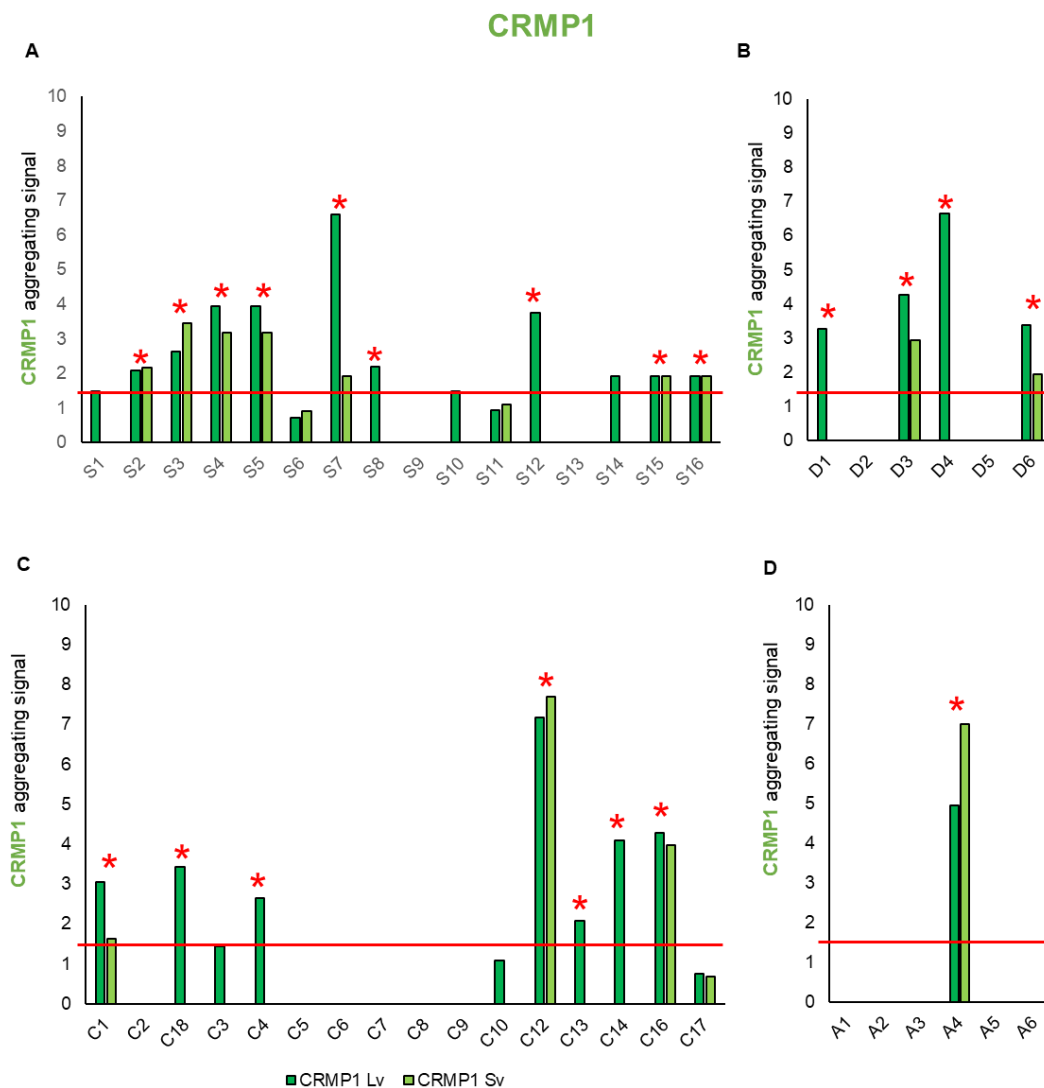 CRMP1
A
CRMP1 aggregating signal
10
9
8
7
6
5
4
3
2
1
0
* * * * * * * * * *
S1 S2 S3 S4 S5 S6 S7 S8 S9 S10 S11 S12 S13 S14 S15 S16
B
CRMP1 aggregating signal
10
9
8
7
6
5
4
3
2
1
0
* * * *
D1 D2 D3 D4 D5 D6
C
CRMP1 aggregating signal
10
9
8
7
6
5
4
3
2
1
0
* * * * * * *
C1 C2 C18 C3 C4 C5 C6 C7 C8 C9 C10 C12 C13 C14 C16 C17
CRMP1 Lv CRMP1 Sv
D
CRMP1 aggregating signal
10
9
8
7
6
5
4
3
2
1
0
*
A1 A2 A3 A4 A5 A6